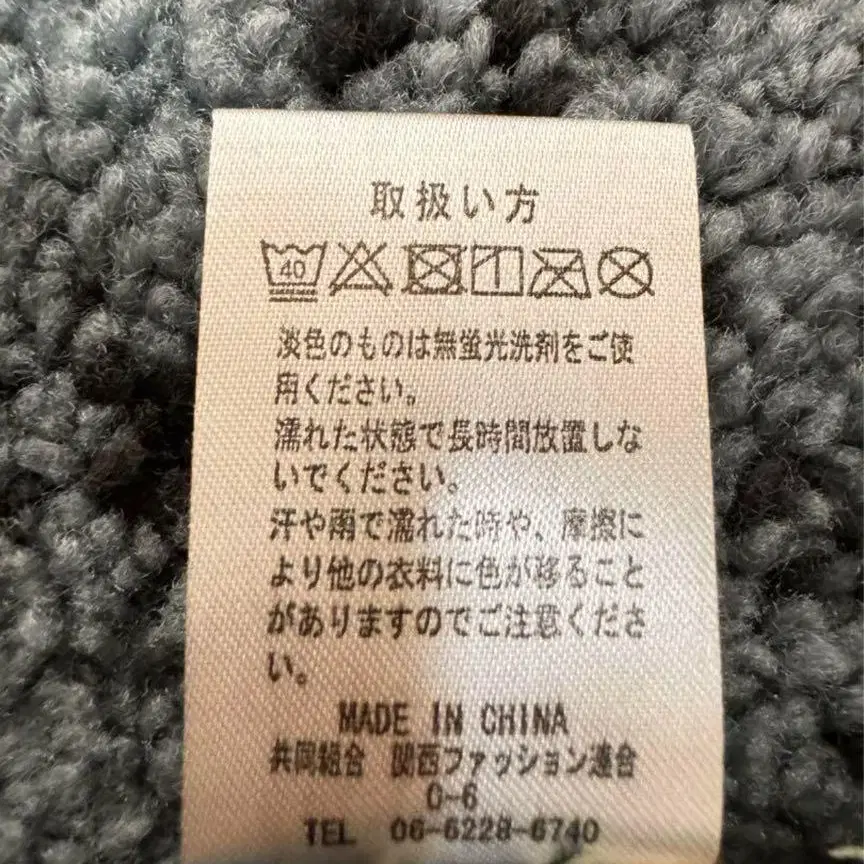 取扱い方
40
淡色のものは無蛍光洗剤をご使
用ください。
濡れた状態で長時間放置しな
いでください。
汗や雨で濡れた時や、摩擦に
より他の衣料に色が移ること
がありますのでご注意くださ
い。
MADE IN CHINA
共同組合 関西ファッション連合
0-6
TEL 06-6228-6740